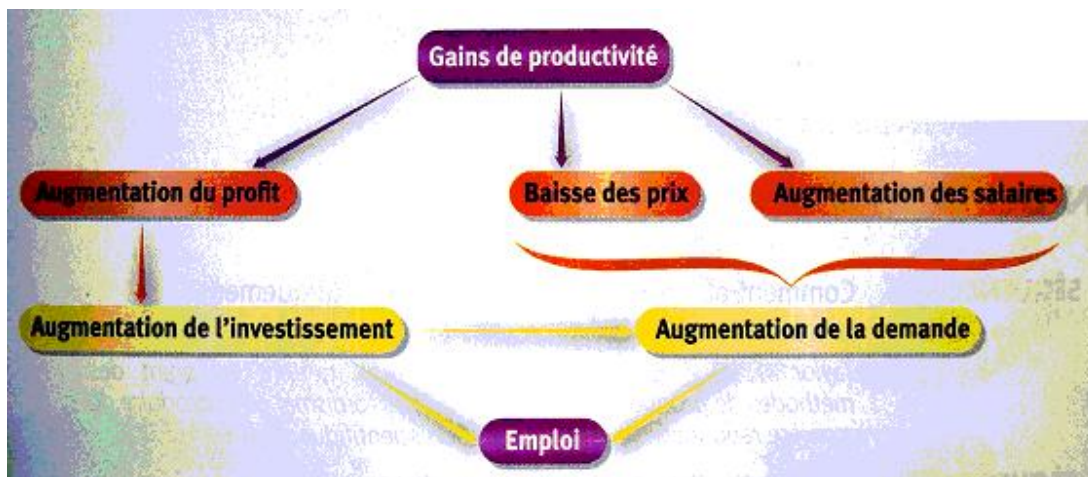 Gains de productivité
Augmentation du profit
Baisse des prix
Augmentation des salaires
Augmentation de l'investissement
Augmentation de la demande
Emploi